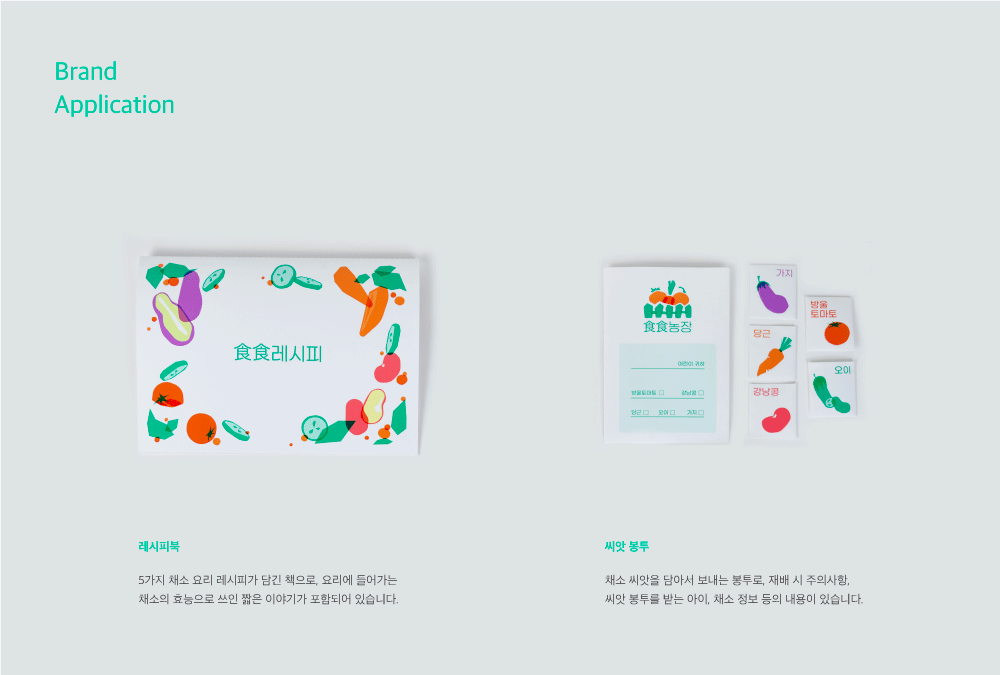 Brand
Application
食食레시피
食食농장
어린이 귀하
방울토마토 □ 강낭콩 □
당근 □ 오이 □ 가지 □
가지
당근
강낭콩
방울
토마토
오이
레시피북
5가지 채소 요리 레시피가 담긴 책으로, 요리에 들어가는
채소의 효능으로 쓰인 짧은 이야기가 포함되어 있습니다.
씨앗 봉투
채소 씨앗을 담아서 보내는 봉투로, 재배 시 주의사항,
씨앗 봉투를 받는 아이, 채소 정보 등의 내용이 있습니다.